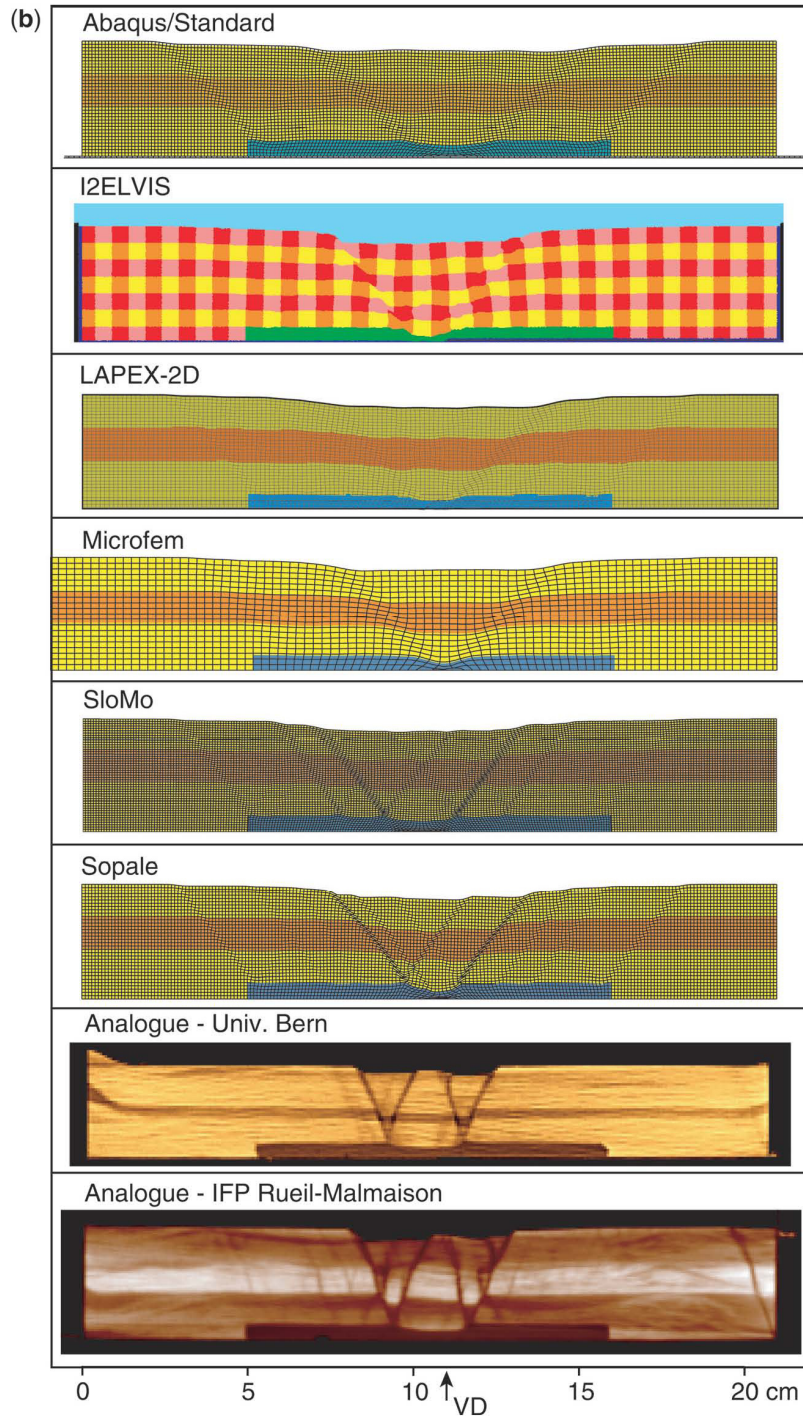 (b)
Abaqus/Standard
I2ELVIS
LAPEX-2D
Microfem
SloMo
Sopale
Analogue - Univ. Bern
Analogue - IFP Rueil-Malmaison
0 5 10 15 20 cm
VD